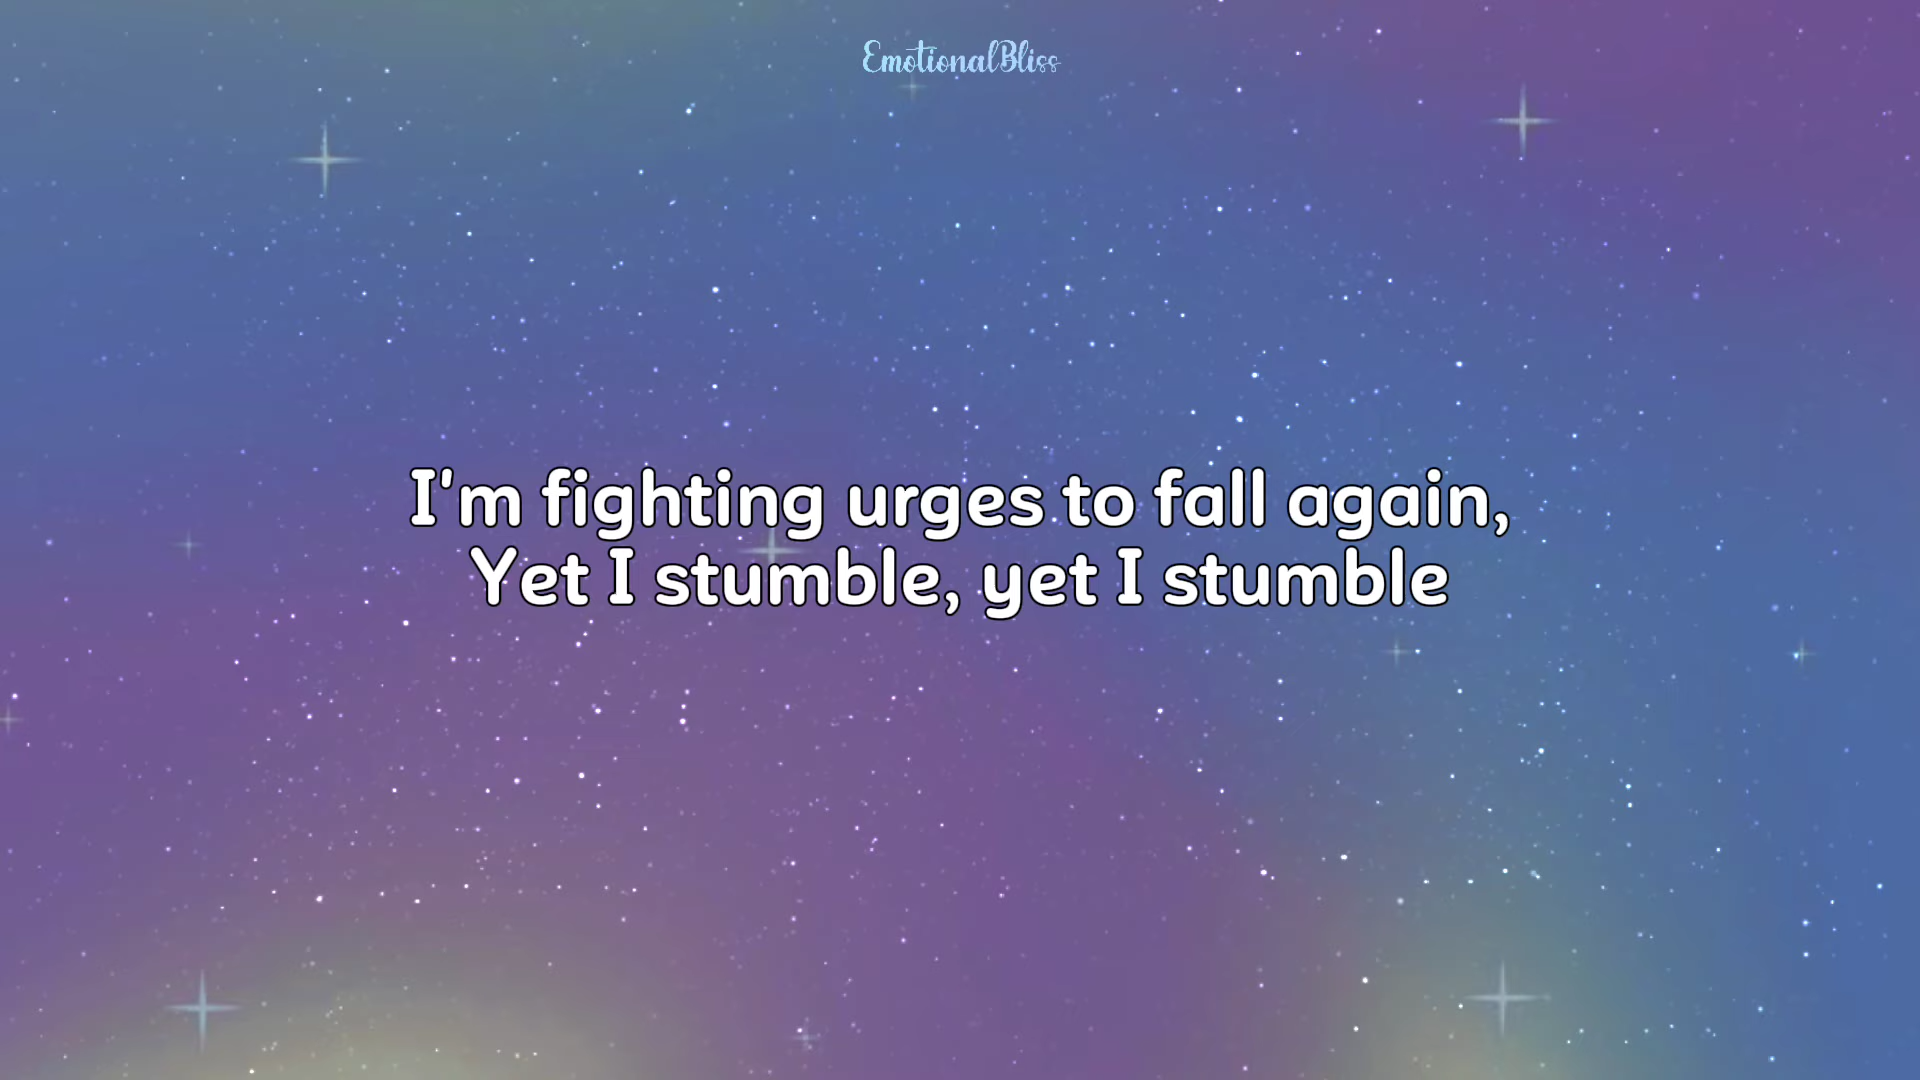 EmotionalBliss
I'm fighting urges to fall again,
Yet I stumble, yet I stumble